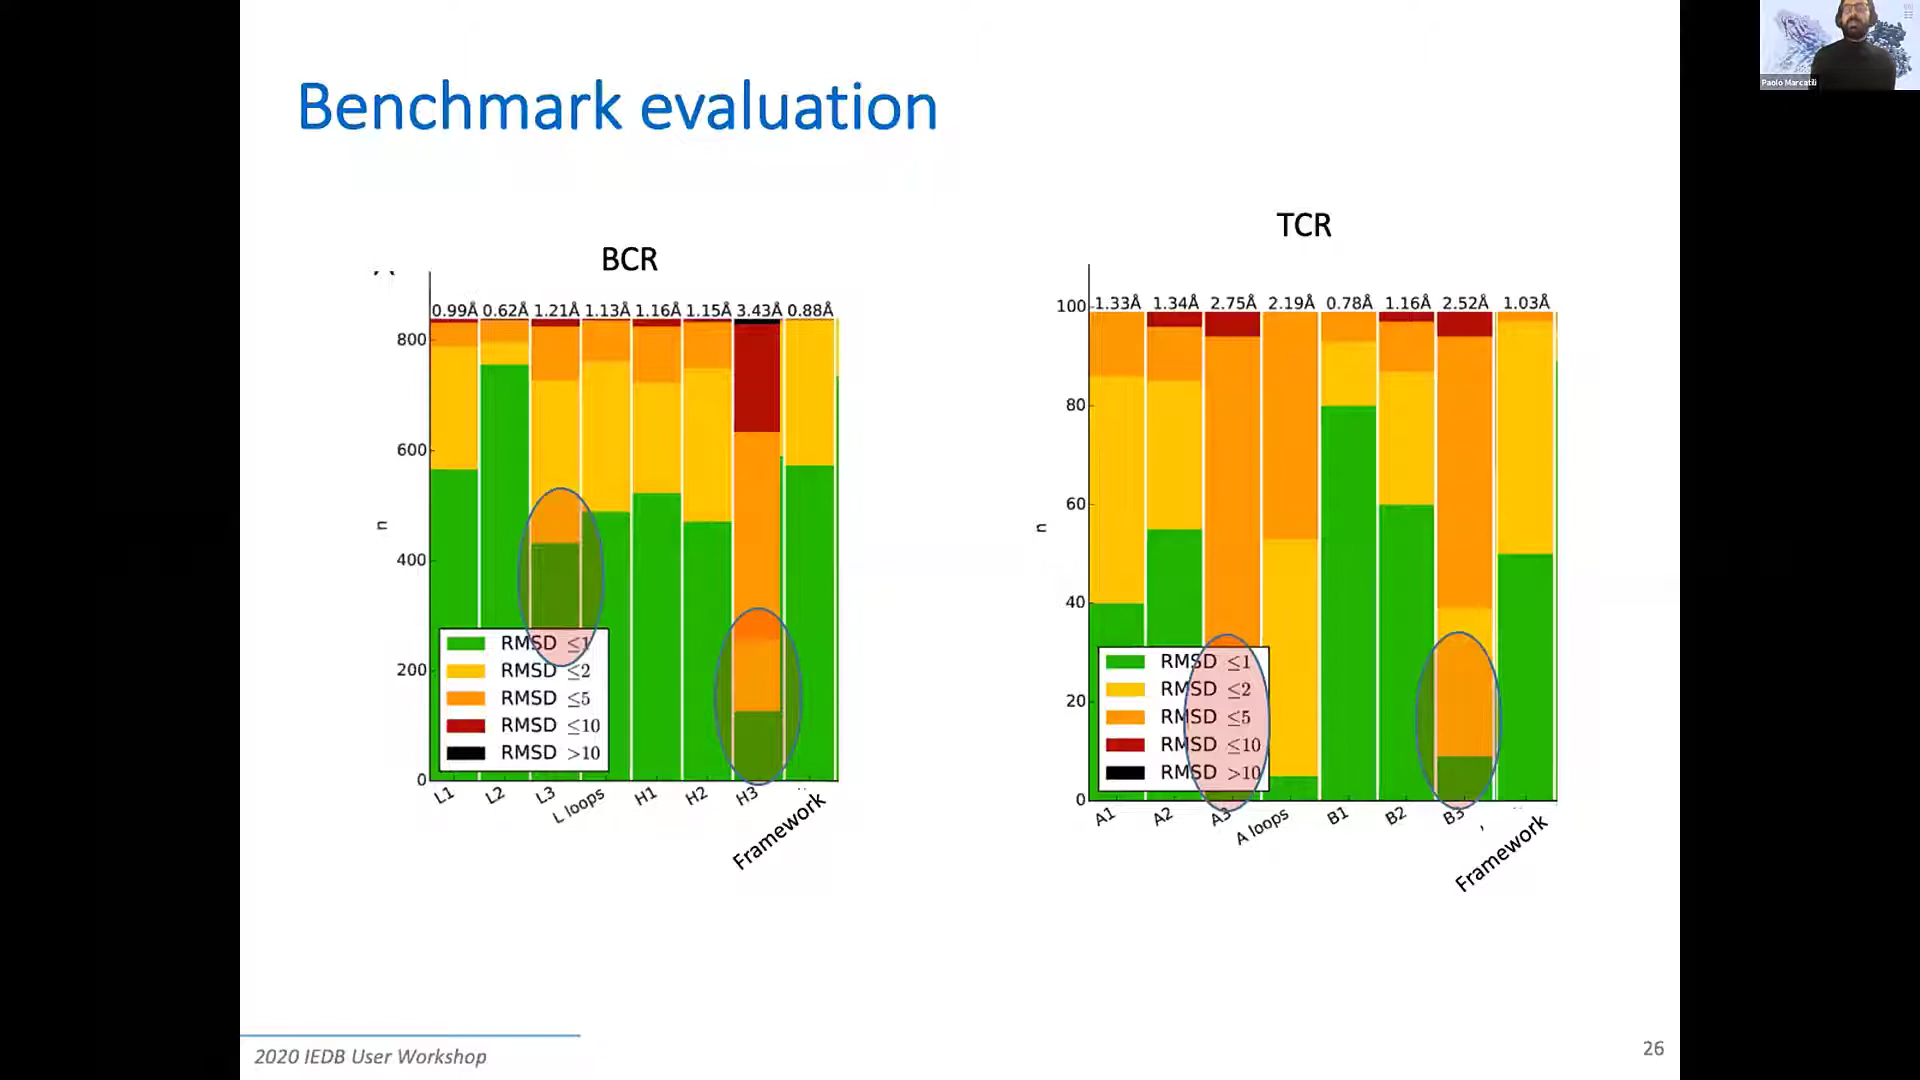 Paolo Marcatili
Benchmark evaluation
BCR
0.99Å 0.62Å 1.21Å 1.13Å 1.16Å 1.15Å 3.43Å 0.88Å
800
600
400
200
0
n
RMSD ≤1
RMSD ≤2
RMSD ≤5
RMSD ≤10
RMSD >10
L1 L2 L3 L loops H1 H2 H3 Framework
TCR
1.33Å 1.34Å 2.75Å 2.19Å 0.78Å 1.16Å 2.52Å 1.03Å
100
80
60
40
20
0
n
RMSD ≤1
RMSD ≤2
RMSD ≤5
RMSD ≤10
RMSD >10
A1 A2 A3 A loops B1 B2 B3 Framework
2020 IEDB User Workshop
26